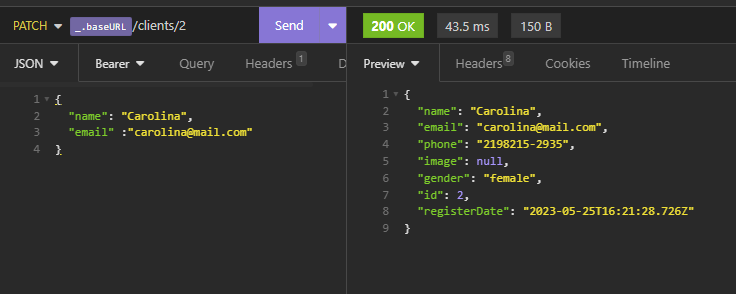 PATCH _.baseURL/clients/2 Send 200 OK 43.5 ms 150 B
JSON Bearer Query Headers 1 D Preview Headers 8 Cookies Timeline
1 {
2 "name": "Carolina",
3 "email" :"carolina@mail.com"
4 }
1 {
2 "name": "Carolina",
3 "email": "carolina@mail.com",
4 "phone": "2198215-2935",
5 "image": null,
6 "gender": "female",
7 "id": 2,
8 "registerDate": "2023-05-25T16:21:28.726Z"
9 }